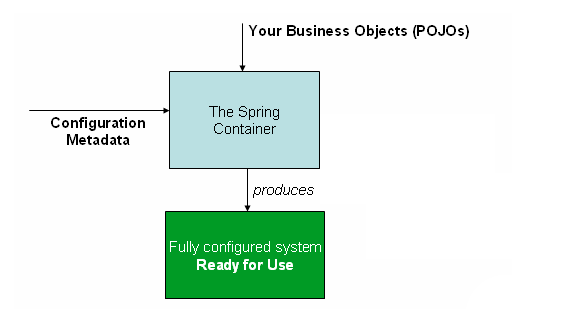 Your Business Objects (POJOs)
The Spring
Container
Configuration
Metadata
produces
Fully configured system
Ready for Use